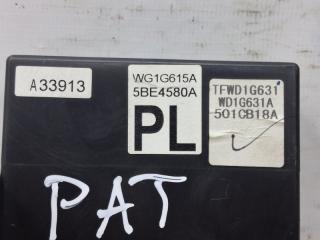 A33913
WG1G615A
5BE4580A
PL
TFWD1G631
WD1G631A
501CB18A
PAT